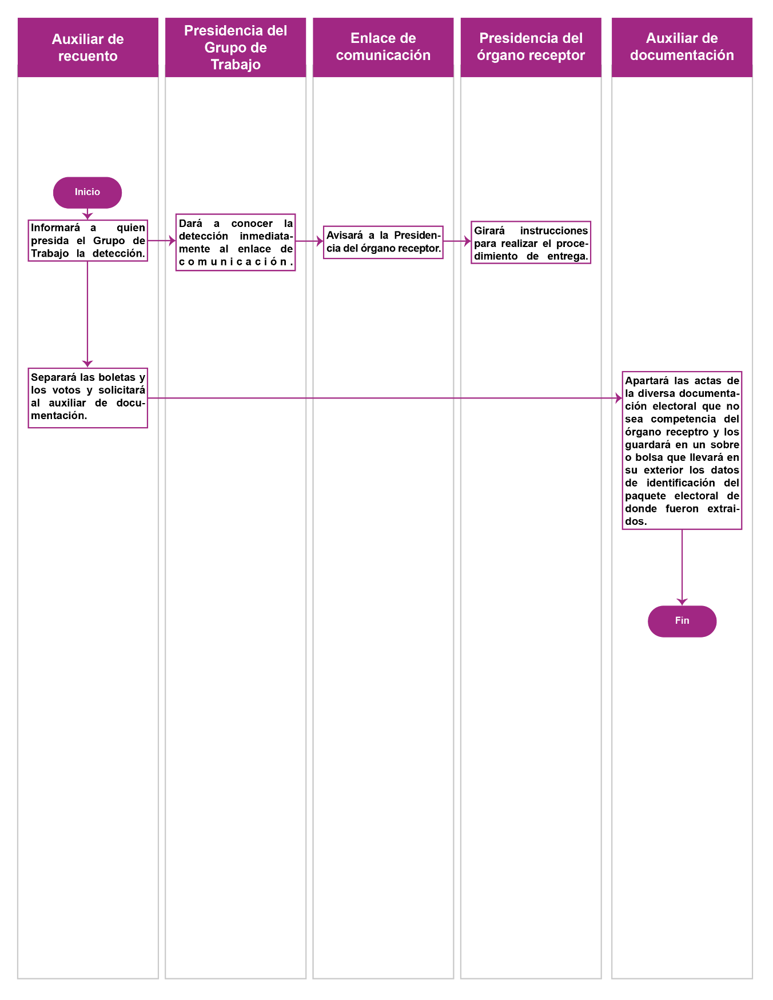 Auxiliar de
recuento
Presidencia del
Grupo de
Trabajo
Enlace de
comunicación
Presidencia del
órgano receptor
Auxiliar de
documentación
Inicio
Informará a quien
presida el Grupo de
Trabajo la detección.
Dará a conocer la
detección inmediata-
mente al enlace de
comunicación.
Avisará a la Presiden-
cia del órgano receptor.
Girará instrucciones
para realizar el proce-
dimiento de entrega.
Separará las boletas y
los votos y solicitará
al auxiliar de docu-
mentación.
Apartará las actas de
la diversa documenta-
ción electoral que no
sea competencia del
órgano receptro y los
guardará en un sobre
o bolsa que llevará en
su exterior los datos
de identificación del
paquete electoral de
donde fueron extrai-
dos.
Fin